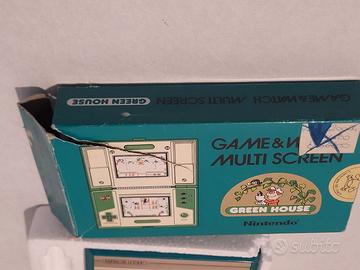 GAME&WATCH MULTI SCREEN
GREEN HOUSE
GAME&W
MULTI SCREEN
GREEN HOUSE
Nintendo
subito